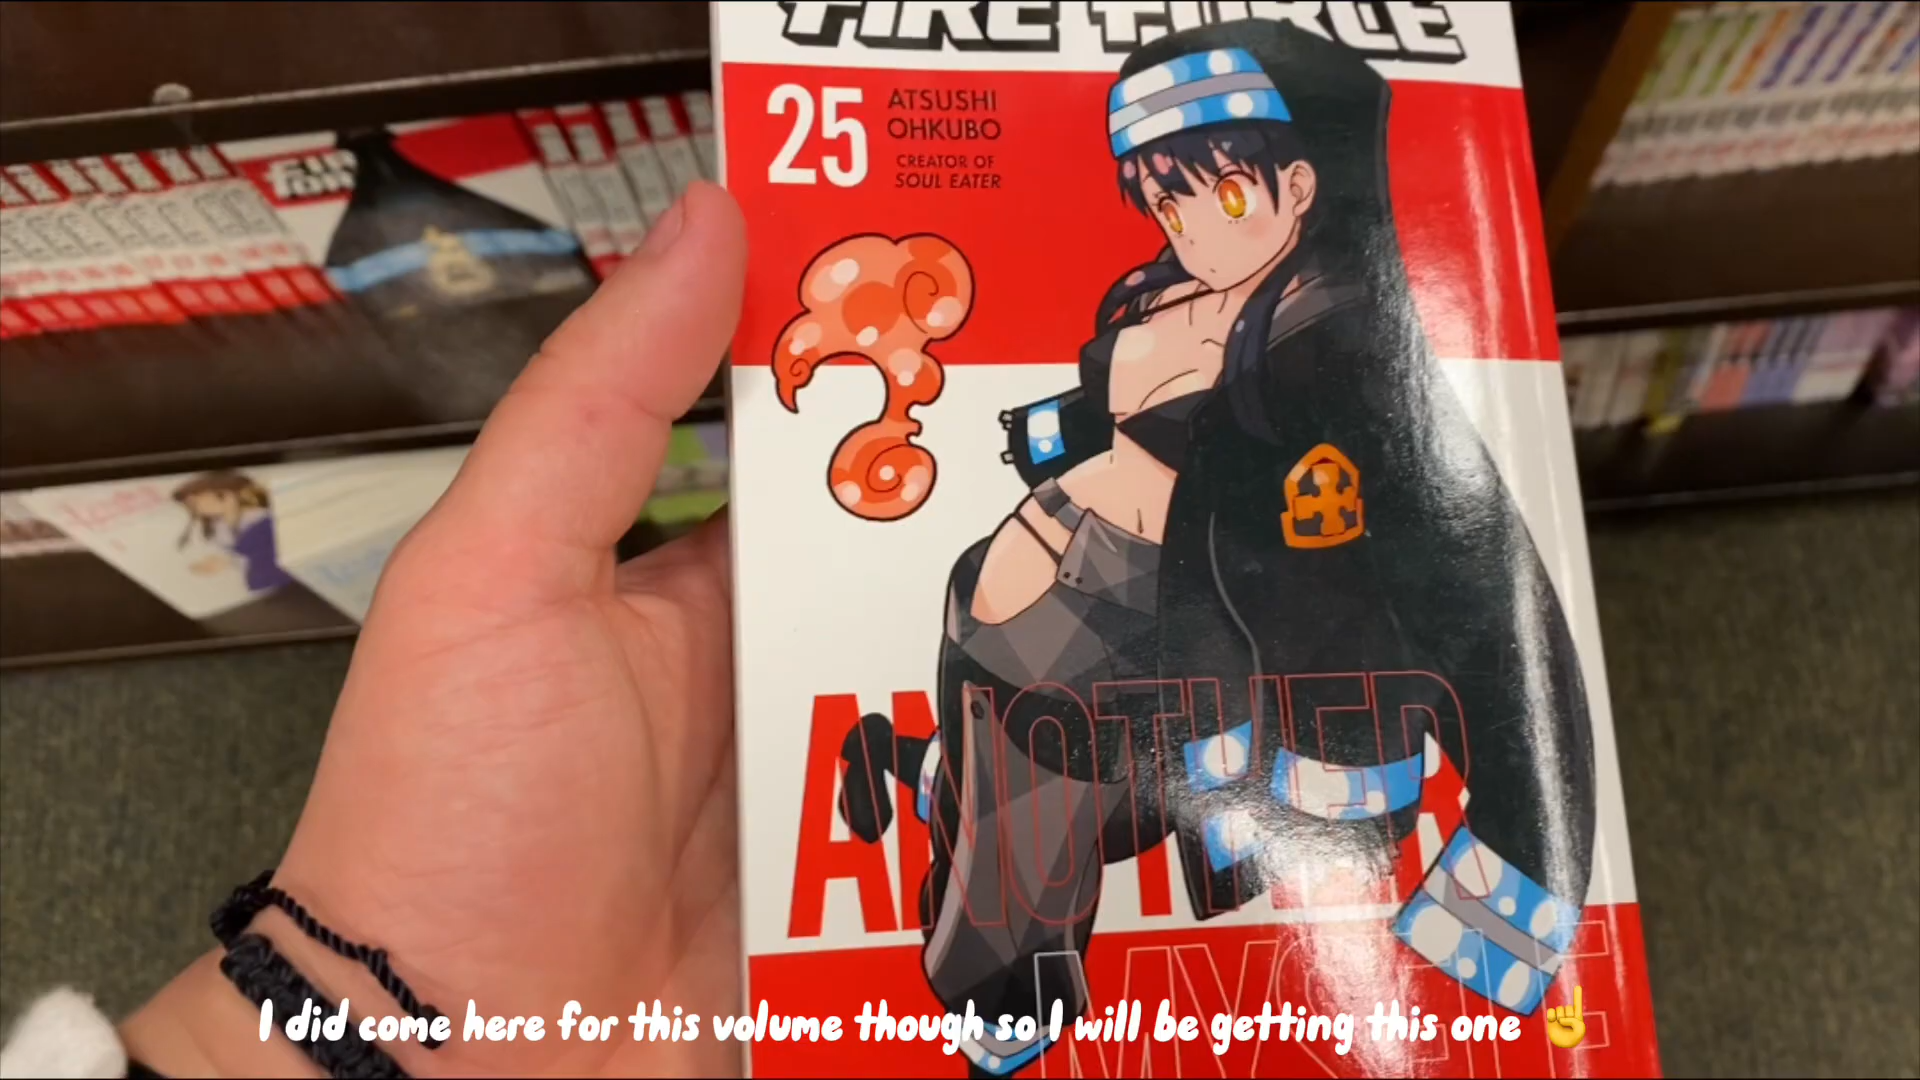 FIRE FORCE
25
ATSUSHI
OHKUBO
CREATOR OF
SOUL EATER
ANOTHER
MYSELF
I did come here for this volume though so I will be getting this one ☝